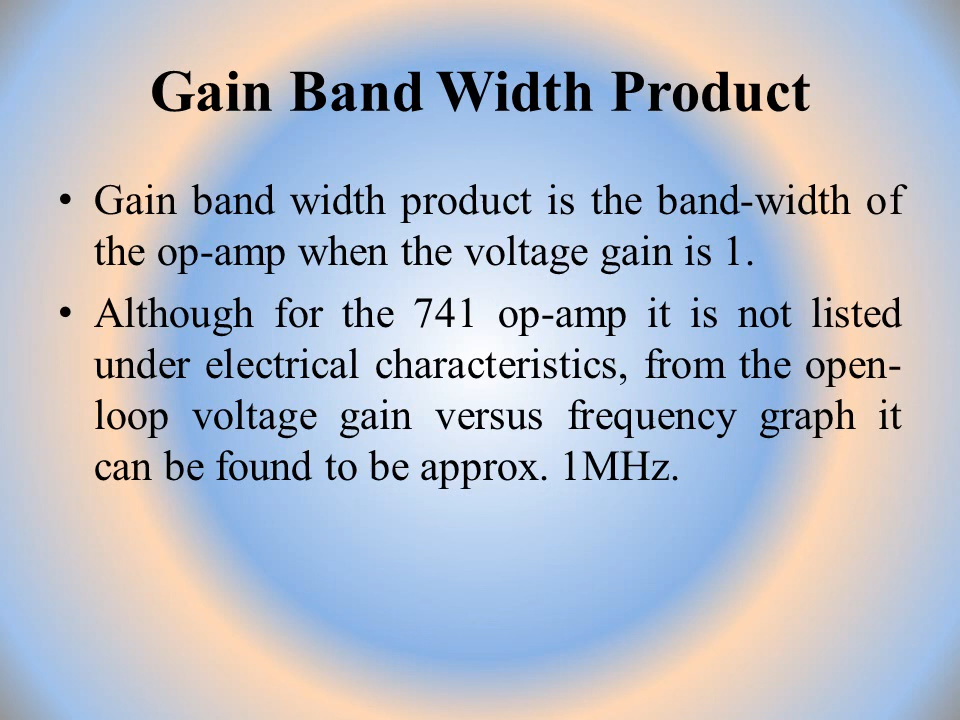 Gain Band Width Product
• Gain band width product is the band-width of
the op-amp when the voltage gain is 1.
• Although for the 741 op-amp it is not listed
under electrical characteristics, from the open-
loop voltage gain versus frequency graph it
can be found to be approx. 1MHz.